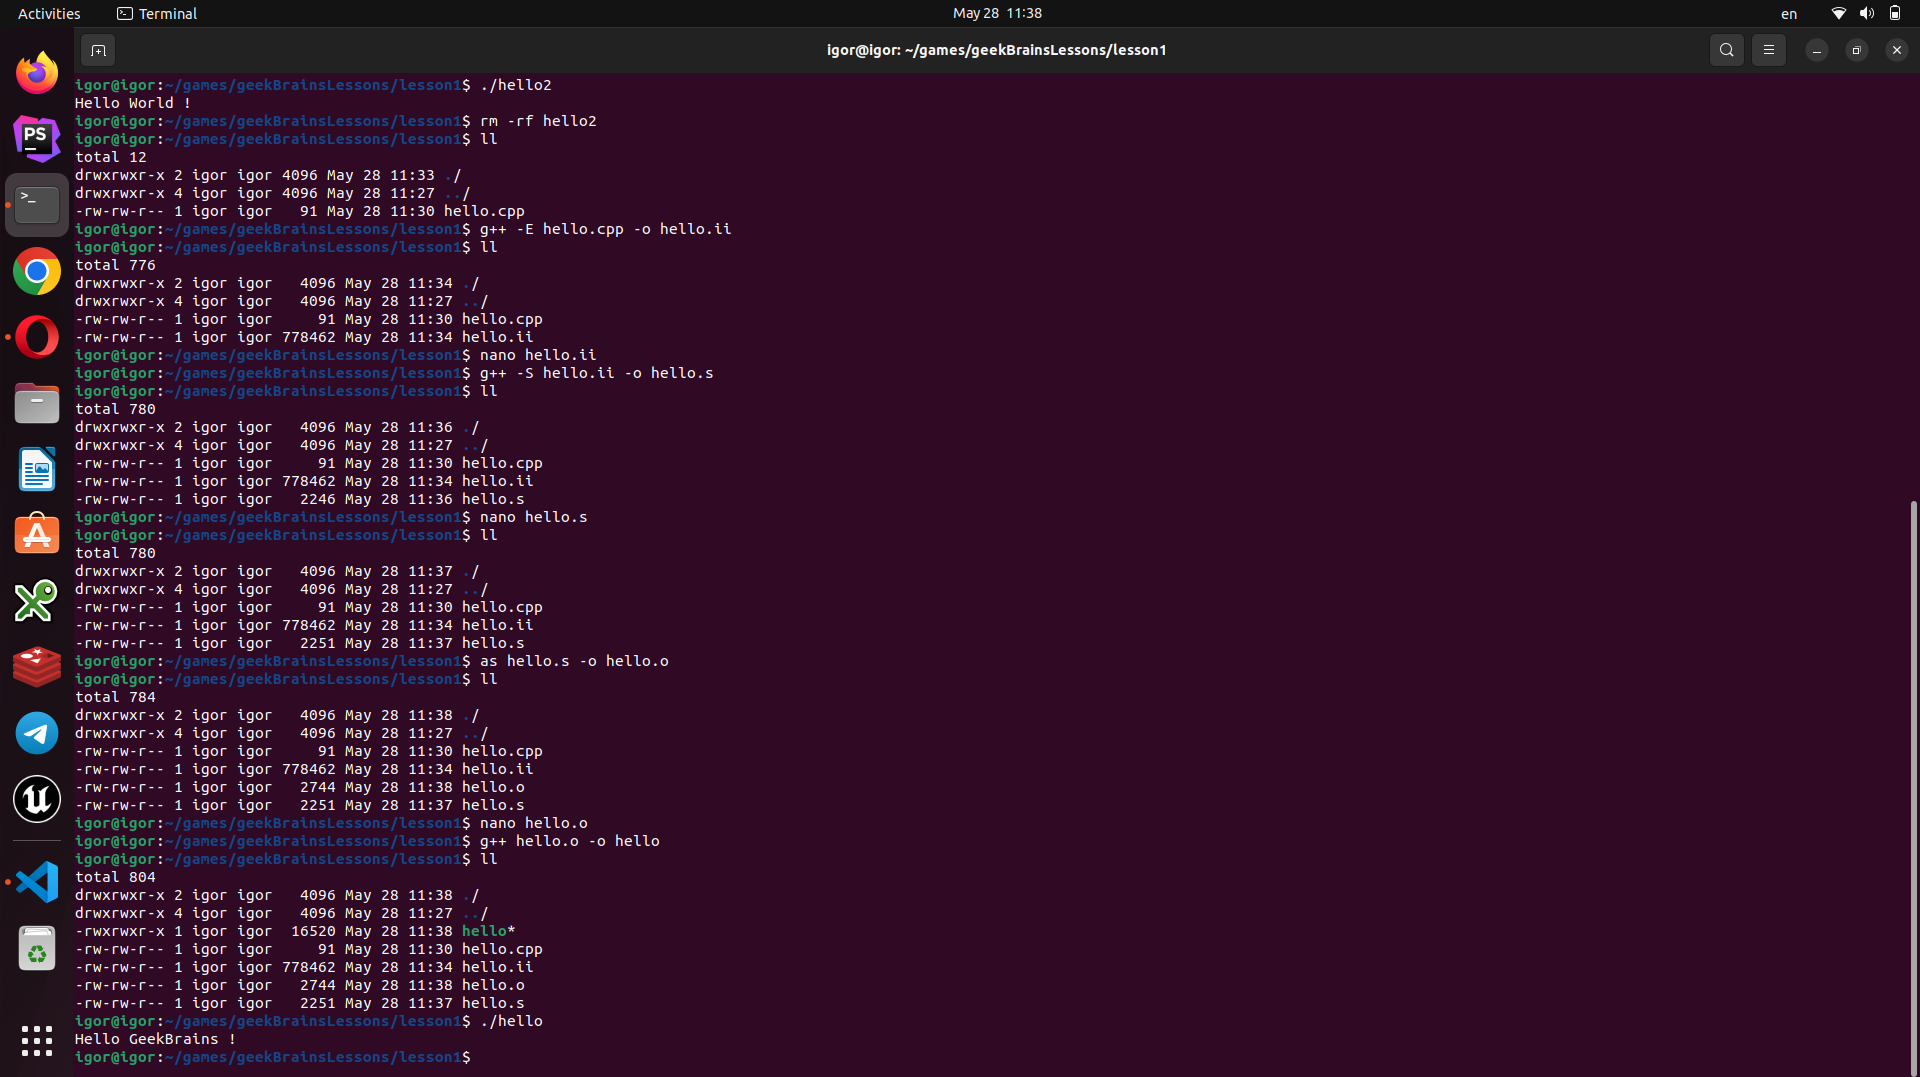 Activities
Terminal
May 28 11:38
en
igor@igor: ~/games/geekBrainsLessons/lesson1
PS
igor@igor:~/games/geekBrainsLessons/lesson1$ ./hello2
Hello World !
igor@igor:~/games/geekBrainsLessons/lesson1$ rm -rf hello2
igor@igor:~/games/geekBrainsLessons/lesson1$ ll
total 12
drwxrwxr-x 2 igor igor 4096 May 28 11:33 ./
drwxrwxr-x 4 igor igor 4096 May 28 11:27 ../
-rw-rw-r-- 1 igor igor   91 May 28 11:30 hello.cpp
igor@igor:~/games/geekBrainsLessons/lesson1$ g++ -E hello.cpp -o hello.ii
igor@igor:~/games/geekBrainsLessons/lesson1$ ll
total 776
drwxrwxr-x 2 igor igor   4096 May 28 11:34 ./
drwxrwxr-x 4 igor igor   4096 May 28 11:27 ../
-rw-rw-r-- 1 igor igor     91 May 28 11:30 hello.cpp
-rw-rw-r-- 1 igor igor 778462 May 28 11:34 hello.ii
igor@igor:~/games/geekBrainsLessons/lesson1$ nano hello.ii
igor@igor:~/games/geekBrainsLessons/lesson1$ g++ -S hello.ii -o hello.s
igor@igor:~/games/geekBrainsLessons/lesson1$ ll
total 780
drwxrwxr-x 2 igor igor   4096 May 28 11:36 ./
drwxrwxr-x 4 igor igor   4096 May 28 11:27 ../
-rw-rw-r-- 1 igor igor     91 May 28 11:30 hello.cpp
-rw-rw-r-- 1 igor igor 778462 May 28 11:34 hello.ii
-rw-rw-r-- 1 igor igor   2246 May 28 11:36 hello.s
igor@igor:~/games/geekBrainsLessons/lesson1$ nano hello.s
igor@igor:~/games/geekBrainsLessons/lesson1$ ll
total 780
drwxrwxr-x 2 igor igor   4096 May 28 11:37 ./
drwxrwxr-x 4 igor igor   4096 May 28 11:27 ../
-rw-rw-r-- 1 igor igor     91 May 28 11:30 hello.cpp
-rw-rw-r-- 1 igor igor 778462 May 28 11:34 hello.ii
-rw-rw-r-- 1 igor igor   2251 May 28 11:37 hello.s
igor@igor:~/games/geekBrainsLessons/lesson1$ as hello.s -o hello.o
igor@igor:~/games/geekBrainsLessons/lesson1$ ll
total 784
drwxrwxr-x 2 igor igor   4096 May 28 11:38 ./
drwxrwxr-x 4 igor igor   4096 May 28 11:27 ../
-rw-rw-r-- 1 igor igor     91 May 28 11:30 hello.cpp
-rw-rw-r-- 1 igor igor 778462 May 28 11:34 hello.ii
-rw-rw-r-- 1 igor igor   2744 May 28 11:38 hello.o
-rw-rw-r-- 1 igor igor   2251 May 28 11:37 hello.s
igor@igor:~/games/geekBrainsLessons/lesson1$ nano hello.o
igor@igor:~/games/geekBrainsLessons/lesson1$ g++ hello.o -o hello
igor@igor:~/games/geekBrainsLessons/lesson1$ ll
total 804
drwxrwxr-x 2 igor igor   4096 May 28 11:38 ./
drwxrwxr-x 4 igor igor   4096 May 28 11:27 ../
-rwxrwxr-x 1 igor igor  16520 May 28 11:38 hello*
-rw-rw-r-- 1 igor igor     91 May 28 11:30 hello.cpp
-rw-rw-r-- 1 igor igor 778462 May 28 11:34 hello.ii
-rw-rw-r-- 1 igor igor   2744 May 28 11:38 hello.o
-rw-rw-r-- 1 igor igor   2251 May 28 11:37 hello.s
igor@igor:~/games/geekBrainsLessons/lesson1$ ./hello
Hello GeekBrains !
igor@igor:~/games/geekBrainsLessons/lesson1$